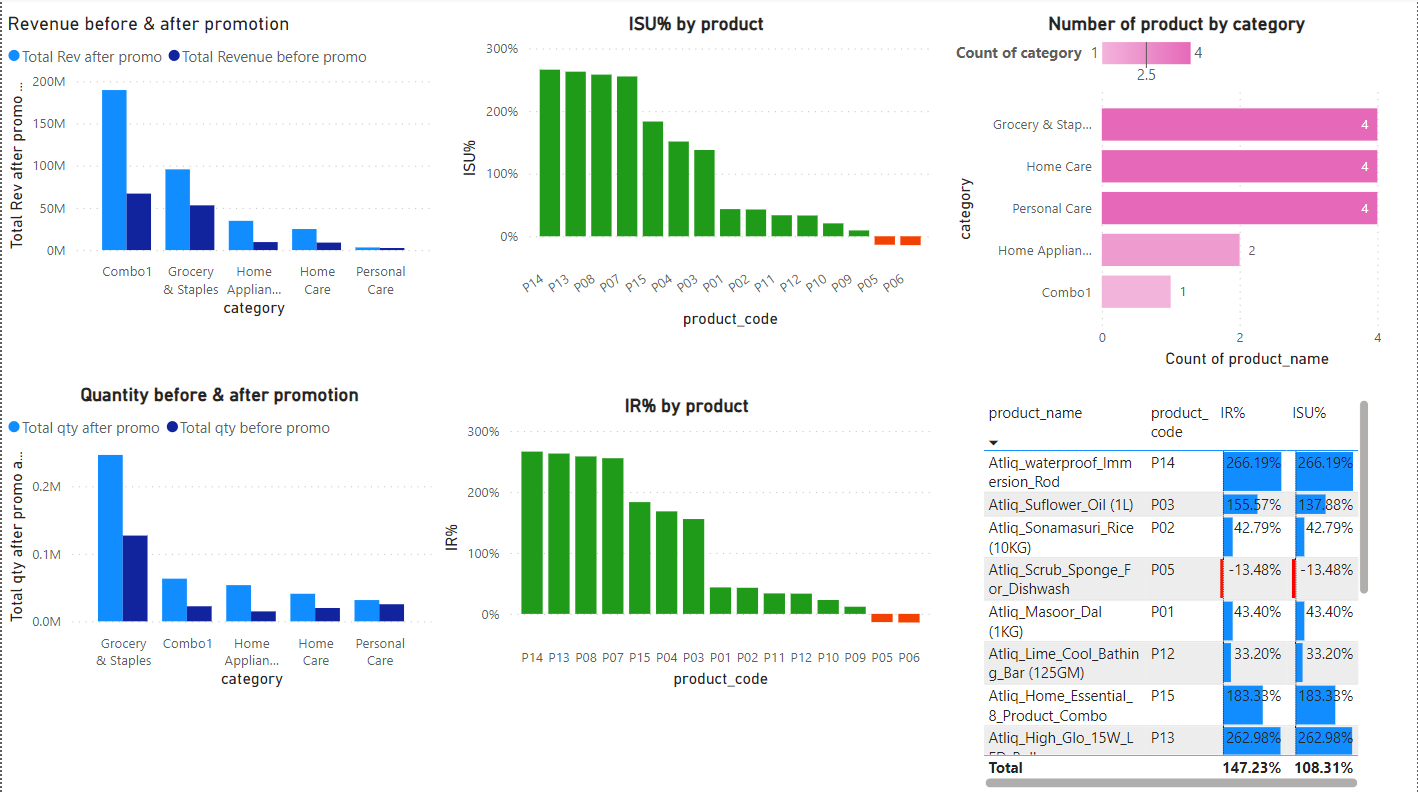 Revenue before & after promotion
Total Rev after promo
Total Revenue before promo
Total Rev after promo ...
200M
150M
100M
50M
0M
Combo1
Grocery
& Staples
Home
Applian...
Home
Care
Personal
Care
category
ISU% by product
ISU%
300%
200%
100%
0%
P14
P13
P08
P07
P15
P04
P03
P01
P02
P11
P12
P10
P09
P05
P06
product_code
Number of product by category
Count of category
1
4
2.5
category
Grocery & Stap...
4
Home Care
4
Personal Care
4
Home Applian...
2
Combo1
1
0
2
4
Count of product_name
Quantity before & after promotion
Total qty after promo
Total qty before promo
Total qty after promo a...
0.2M
0.1M
0.0M
Grocery
& Staples
Combo1
Home
Applian...
Home
Care
Personal
Care
category
IR% by product
IR%
300%
200%
100%
0%
P14 P13 P08 P07 P15 P04 P03 P01 P02 P11 P12 P10 P09 P05 P06
product_code
product_name
product_
code
IR%
ISU%
Atliq_waterproof_Imm
ersion_Rod
P14
266.19%
266.19%
Atliq_Suflower_Oil (1L)
P03
155.57%
137.88%
Atliq_Sonamasuri_Rice
(10KG)
P02
42.79%
42.79%
Atliq_Scrub_Sponge_F
or_Dishwash
P05
-13.48%
-13.48%
Atliq_Masoor_Dal
(1KG)
P01
43.40%
43.40%
Atliq_Lime_Cool_Bathin
g_Bar (125GM)
P12
33.20%
33.20%
Atliq_Home_Essential_
8_Product_Combo
P15
183.33%
183.33%
Atliq_High_Glo_15W_L
P13
262.98%
262.98%
Total
147.23%
108.31%